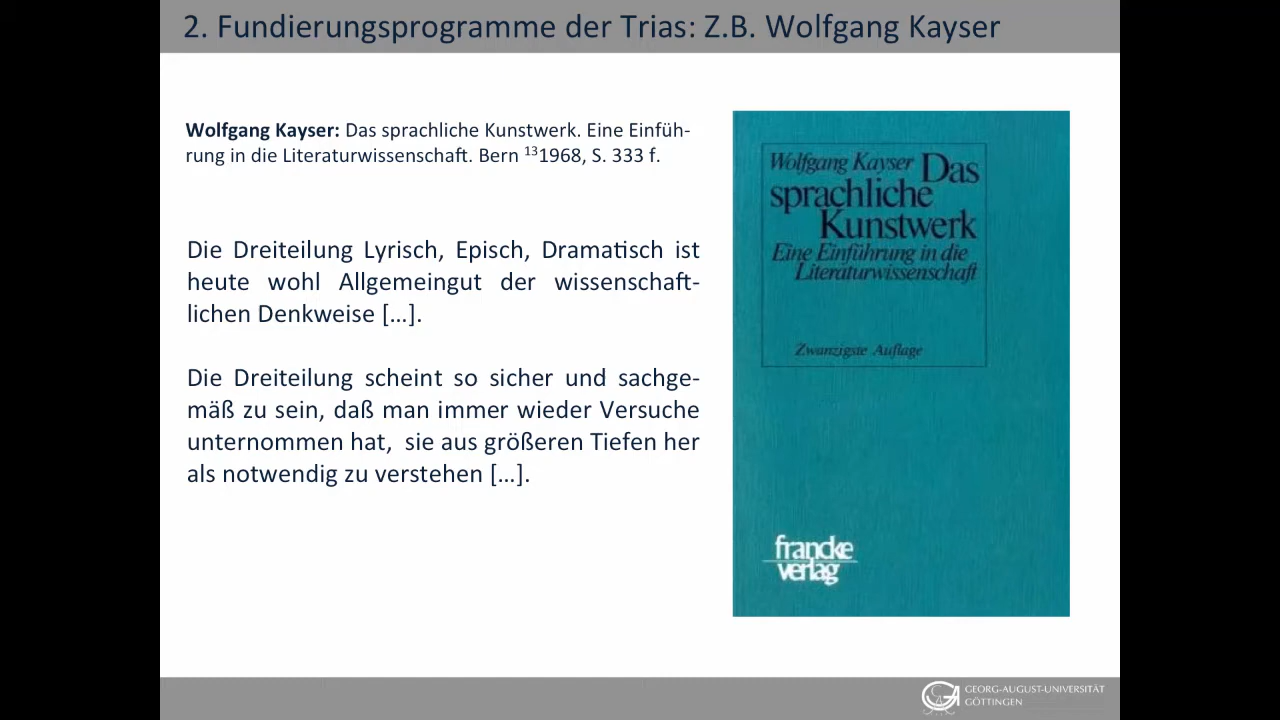 2. Fundierungsprogramme der Trias: Z.B. Wolfgang Kayser
Wolfgang Kayser: Das sprachliche Kunstwerk. Eine Einfüh-
rung in die Literaturwissenschaft. Bern ¹³1968, S. 333 f.
Die Dreiteilung Lyrisch, Episch, Dramatisch ist
heute wohl Allgemeingut der wissenschaft-
lichen Denkweise […].
Die Dreiteilung scheint so sicher und sachge-
mäß zu sein, daß man immer wieder Versuche
unternommen hat, sie aus größeren Tiefen her
als notwendig zu verstehen […].
Wolfgang Kayser Das
sprachliche
Kunstwerk
Eine Einführung in die
Literaturwissenschaft
Zwanzigste Auflage
francke
verlag
GEORG-AUGUST-UNIVERSITÄT
GÖTTINGEN